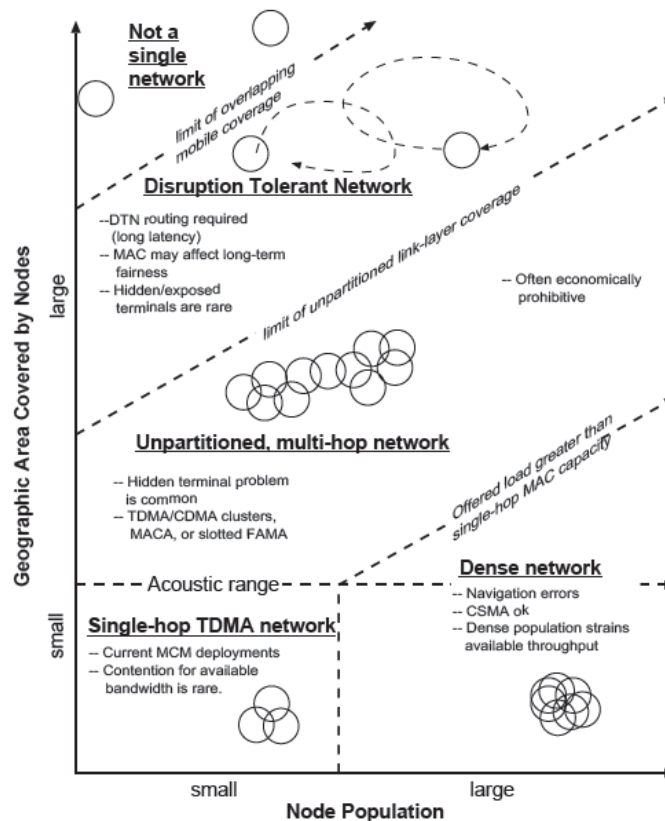 Not a
single
network
limit of overlapping
mobile coverage
Disruption Tolerant Network
--DTN routing required
(long latency)
-- MAC may affect long-term
fairness
-- Hidden/exposed
terminals are rare
limit of unpartitioned link-layer coverage
-- Often economically
prohibitive
Unpartitioned, multi-hop network
-- Hidden terminal problem
is common
-- TDMA/CDMA clusters,
MACA, or slotted FAMA
Offered load greater than
single-hop MAC capacity
Acoustic range
Dense network
-- Navigation errors
-- CSMA ok
-- Dense population strains
available throughput
Single-hop TDMA network
-- Current MCM deployments
-- Contention for available
bandwidth is rare.
Geographic Area Covered by Nodes
large
small
small
large
Node Population